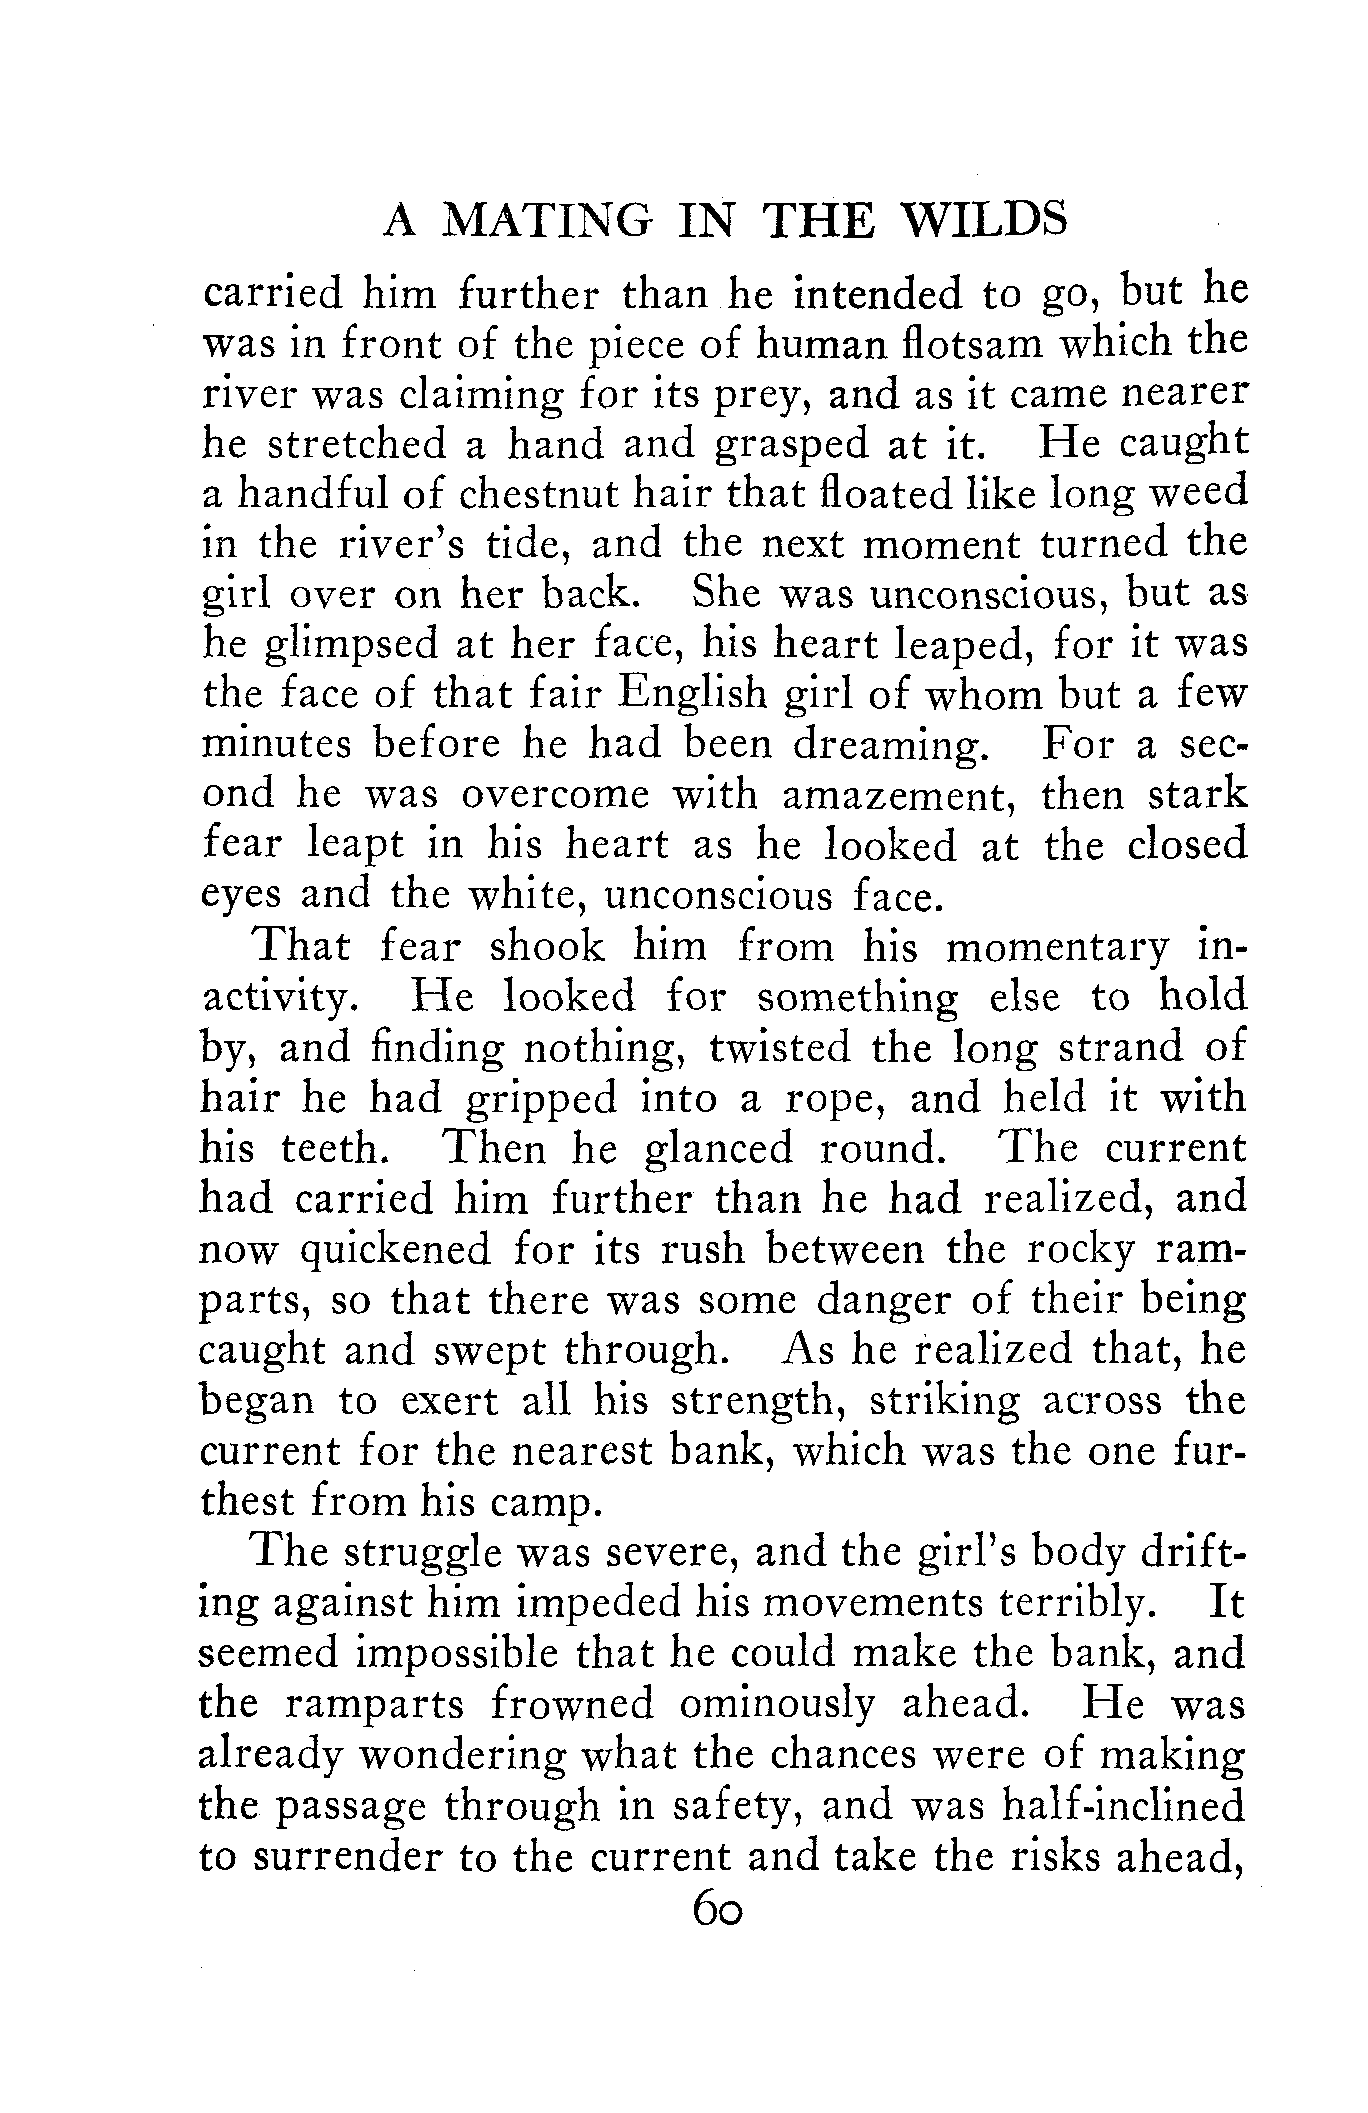 A MATING IN THE WILDS
carried him further than he intended to go, but he
was in front of the piece of human flotsam which the
river was claiming for its prey, and as it came nearer
he stretched a hand and grasped at it. He caught
a handful of chestnut hair that floated like long weed
in the river's tide, and the next moment turned the
girl over on her back. She was unconscious, but as
he glimpsed at her face, his heart leaped, for it was
the face of that fair English girl of whom but a few
minutes before he had been dreaming. For a sec-
ond he was overcome with amazement, then stark
fear leapt in his heart as he looked at the closed
eyes and the white, unconscious face.
That fear shook him from his momentary in-
activity. He looked for something else to hold
by, and finding nothing, twisted the long strand of
hair he had gripped into a rope, and held it with
his teeth. Then he glanced round. The current
had carried him further than he had realized, and
now quickened for its rush between the rocky ram-
parts, so that there was some danger of their being
caught and swept through. As he realized that, he
began to exert all his strength, striking across the
current for the nearest bank, which was the one fur-
thest from his camp.
The struggle was severe, and the girl's body drift-
ing against him impeded his movements terribly. It
seemed impossible that he could make the bank, and
the ramparts frowned ominously ahead. He was
already wondering what the chances were of making
the passage through in safety, and was half-inclined
to surrender to the current and take the risks ahead,
60